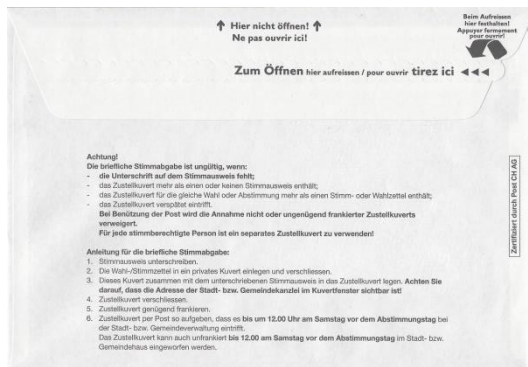 ↑ Hier nicht öffnen! ↑
Ne pas ouvrir ici!
Beim Aufreissen
hier festhalten!
Appuyer fermement
pour ouvrir!
Zum Öffnen hier aufreissen / pour ouvrir tirez ici ◄◄◄
Achtung!
Die briefliche Stimmabgabe ist ungültig, wenn:
- die Unterschrift auf dem Stimmausweis fehlt;
- das Zustellkuvert mehr als einen oder keinen Stimmausweis enthält;
- das Zustellkuvert für die gleiche Wahl oder Abstimmung mehr als einen Stimm- oder Wahlzettel enthält;
- das Zustellkuvert verspätet eintrifft.
Bei Benützung der Post wird die Annahme nicht oder ungenügend frankierter Zustellkuverts
verweigert.
Für jede stimmberechtigte Person ist ein separates Zustellkuvert zu verwenden!
Anleitung für die briefliche Stimmabgabe:
1. Stimmausweis unterschreiben.
2. Die Wahl-/Stimmzettel in ein privates Kuvert einlegen und verschliessen.
3. Dieses Kuvert zusammen mit dem unterschriebenen Stimmausweis in das Zustellkuvert legen. Achten Sie
darauf, dass die Adresse der Stadt- bzw. Gemeindekanzlei im Kuvertfenster sichtbar ist!
4. Zustellkuvert verschliessen.
5. Zustellkuvert genügend frankieren.
6. Zustellkuvert per Post so aufgeben, dass es bis um 12.00 Uhr am Samstag vor dem Abstimmungstag bei
der Stadt- bzw. Gemeindeverwaltung eintrifft.
Das Zustellkuvert kann auch unfrankiert bis 12.00 am Samstag vor dem Abstimmungstag im Stadt- bzw.
Gemeindehaus eingeworfen werden.
Zertifiziert durch Post CH AG